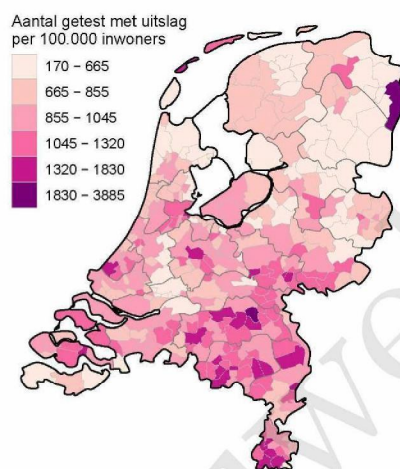 Aantal getest met uitslag
per 100.000 inwoners
170 – 665
665 – 855
855 – 1045
1045 – 1320
1320 – 1830
1830 – 3885